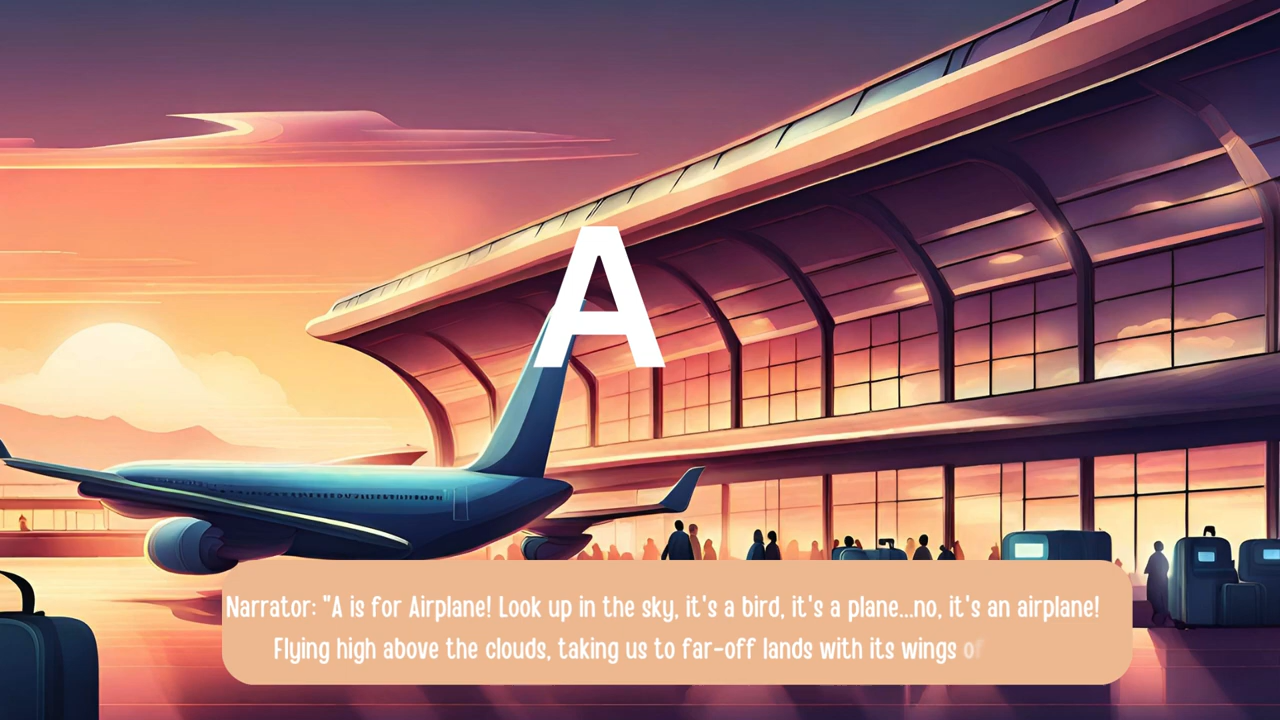 A
Narrator: "A is for Airplane! Look up in the sky, it's a bird, it's a plane...no, it's an airplane!
Flying high above the clouds, taking us to far-off lands with its wings of